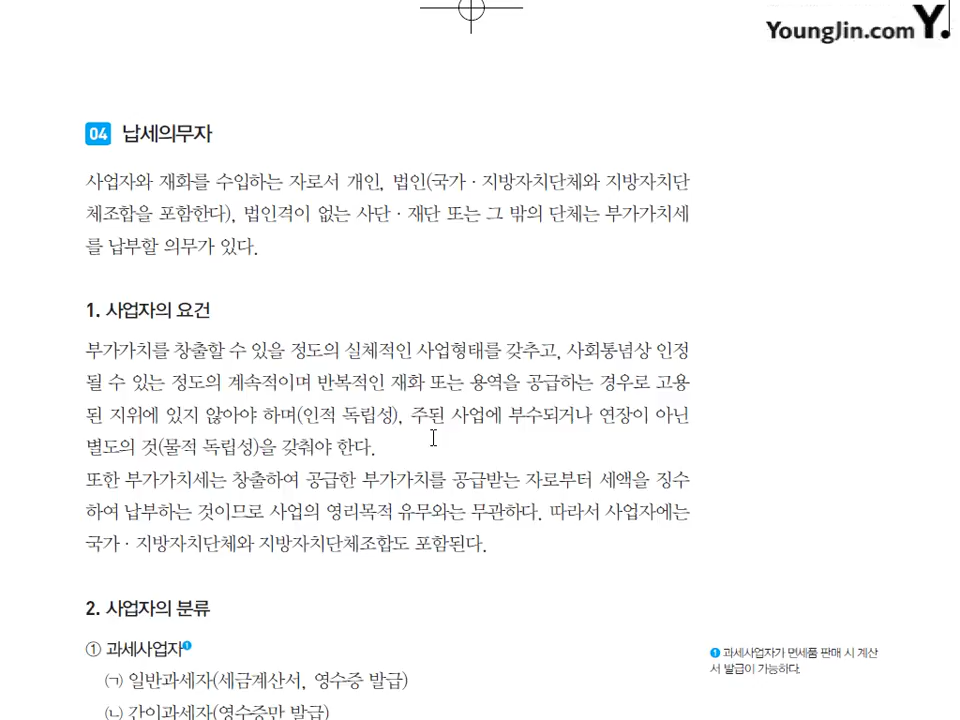 YoungJin.com Y.
04 납세의무자
사업자와 재화를 수입하는 자로서 개인, 법인(국가 · 지방자치단체와 지방자치단
체조합을 포함한다), 법인격이 없는 사단 · 재단 또는 그 밖의 단체는 부가가치세
를 납부할 의무가 있다.
1. 사업자의 요건
부가가치를 창출할 수 있을 정도의 실체적인 사업형태를 갖추고, 사회통념상 인정
될 수 있는 정도의 계속적이며 반복적인 재화 또는 용역을 공급하는 경우로 고용
된 지위에 있지 않아야 하며(인적 독립성), 주된 사업에 부수되거나 연장이 아닌
별도의 것(물적 독립성)을 갖춰야 한다.
또한 부가가치세는 창출하여 공급한 부가가치를 공급받는 자로부터 세액을 징수
하여 납부하는 것이므로 사업의 영리목적 유무와는 무관하다. 따라서 사업자에는
국가 · 지방자치단체와 지방자치단체조합도 포함된다.
2. 사업자의 분류
① 과세사업자❶
㈀ 일반과세자(세금계산서, 영수증 발급)
㈁ 간이과세자(영수증만 발급)
❶ 과세사업자가 면세품 판매 시 계산
서 발급이 가능하다.